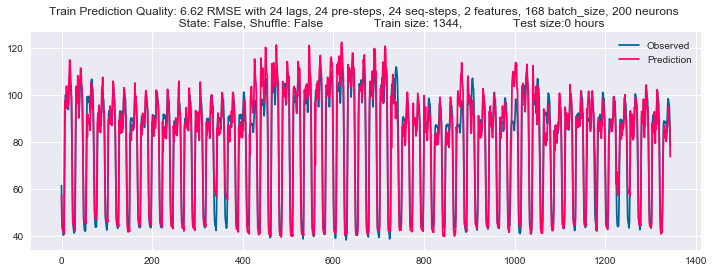 Train Prediction Quality: 6.62 RMSE with 24 lags, 24 pre-steps, 24 seq-steps, 2 features, 168 batch_size, 200 neurons
State: False, Shuffle: False Train size: 1344, Test size:0 hours
Observed
Prediction
120
100
80
60
40
0 200 400 600 800 1000 1200 1400